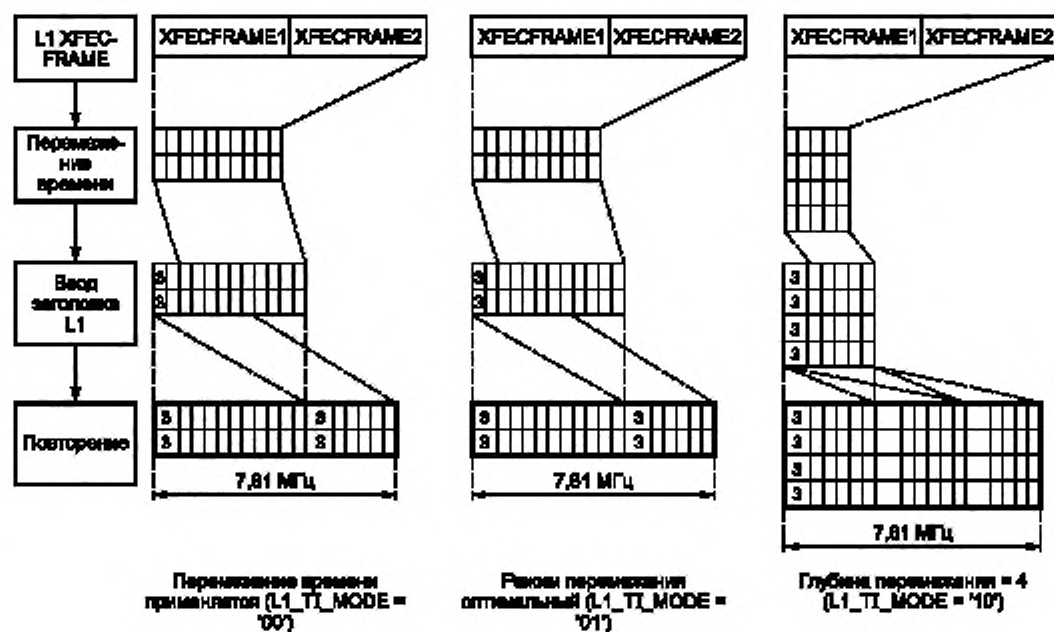 L1 XFEC-
FRAME
Перемеже-
ние
времени
Ввод
заголовка
L1
Повторение
XFECFRAME1 XFECFRAME2
З
З
З
З
З
З
7,61 МГц
Перемежение времени
применяется (L1_TI_MODE =
'00')
XFECFRAME1 XFECFRAME2
З
З
З
З
З
З
7,61 МГц
Режим перемежения
оптимальный (L1_TI_MODE =
'01')
XFECFRAME1 XFECFRAME2
З
З
З
З
З
З
З
З
7,61 МГц
Глубина перемежения = 4
(L1_TI_MODE = '10')